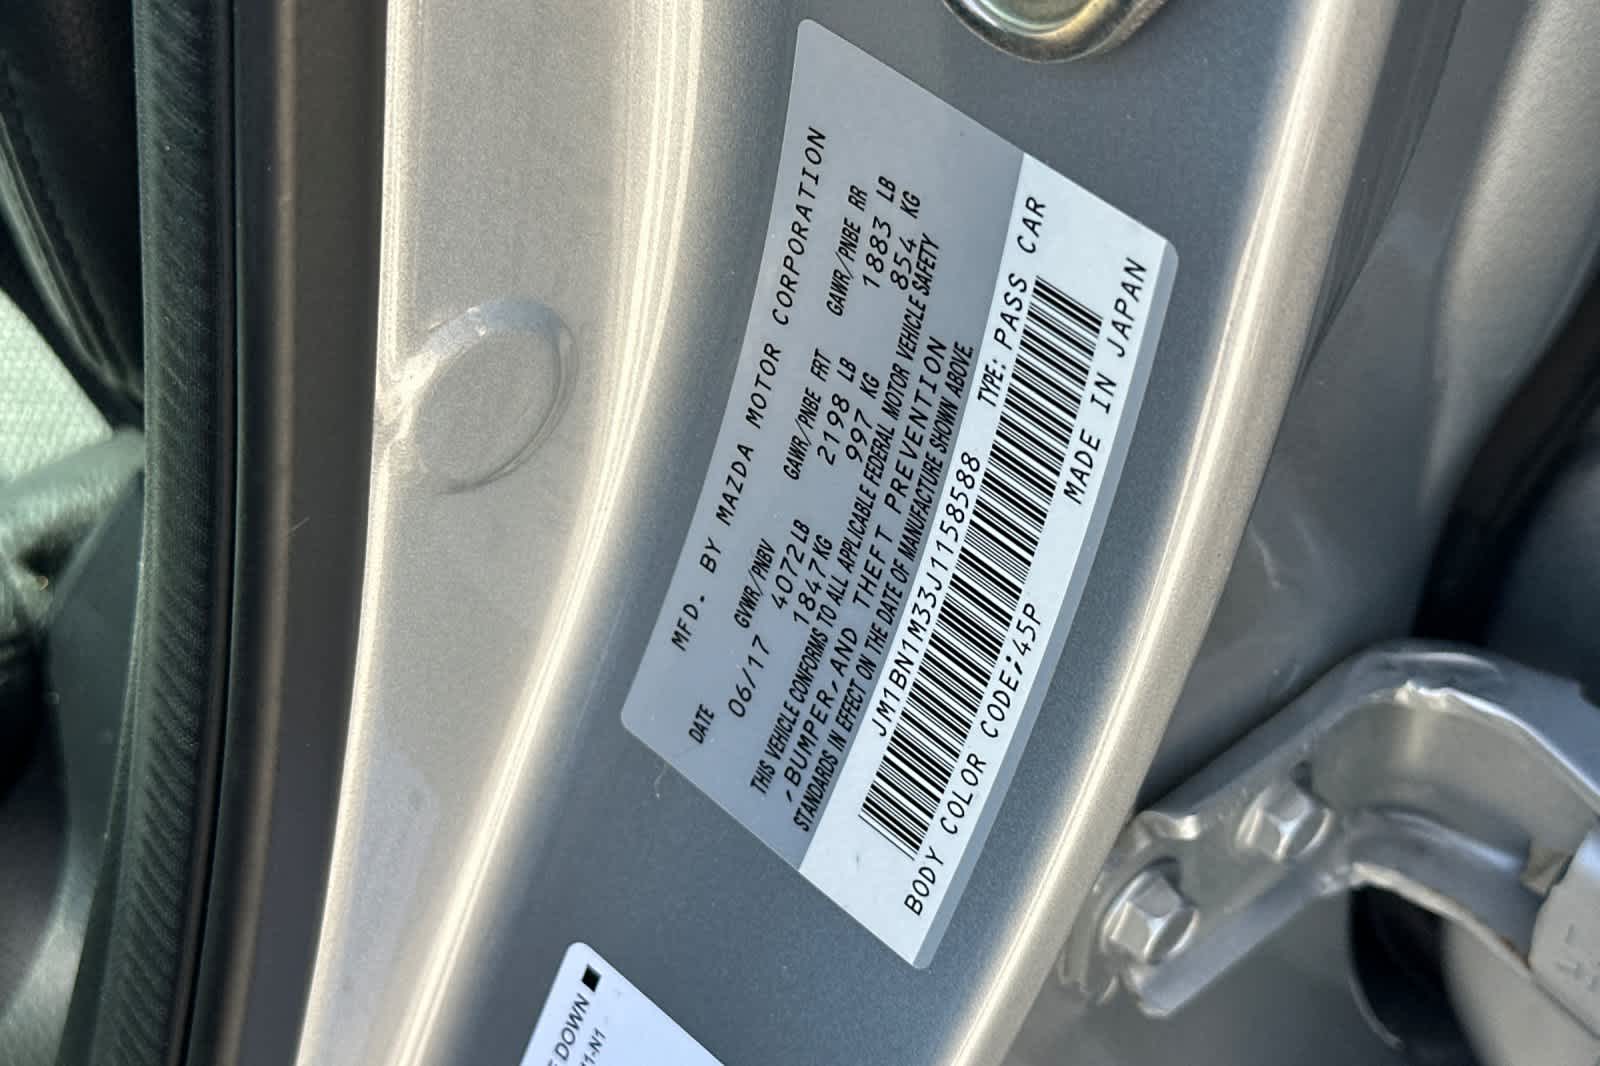 MFD. BY MAZDA MOTOR CORPORATION
DATE GVWR/PNBV GAWR/PNBE FRT GAWR/PNBE RR
06/17 4072LB 2198 LB 1883 LB
1847KG 997 KG 854 KG
THIS VEHICLE CONFORMS TO ALL APPLICABLE FEDERAL MOTOR VEHICLE SAFETY
,BUMPER,AND THEFT PREVENTION
STANDARDS IN EFFECT ON THE DATE OF MANUFACTURE SHOWN ABOVE
JM1BN1M33J1158588 TYPE: PASS CAR
BODY COLOR CODE;45P MADE IN JAPAN
DOWN